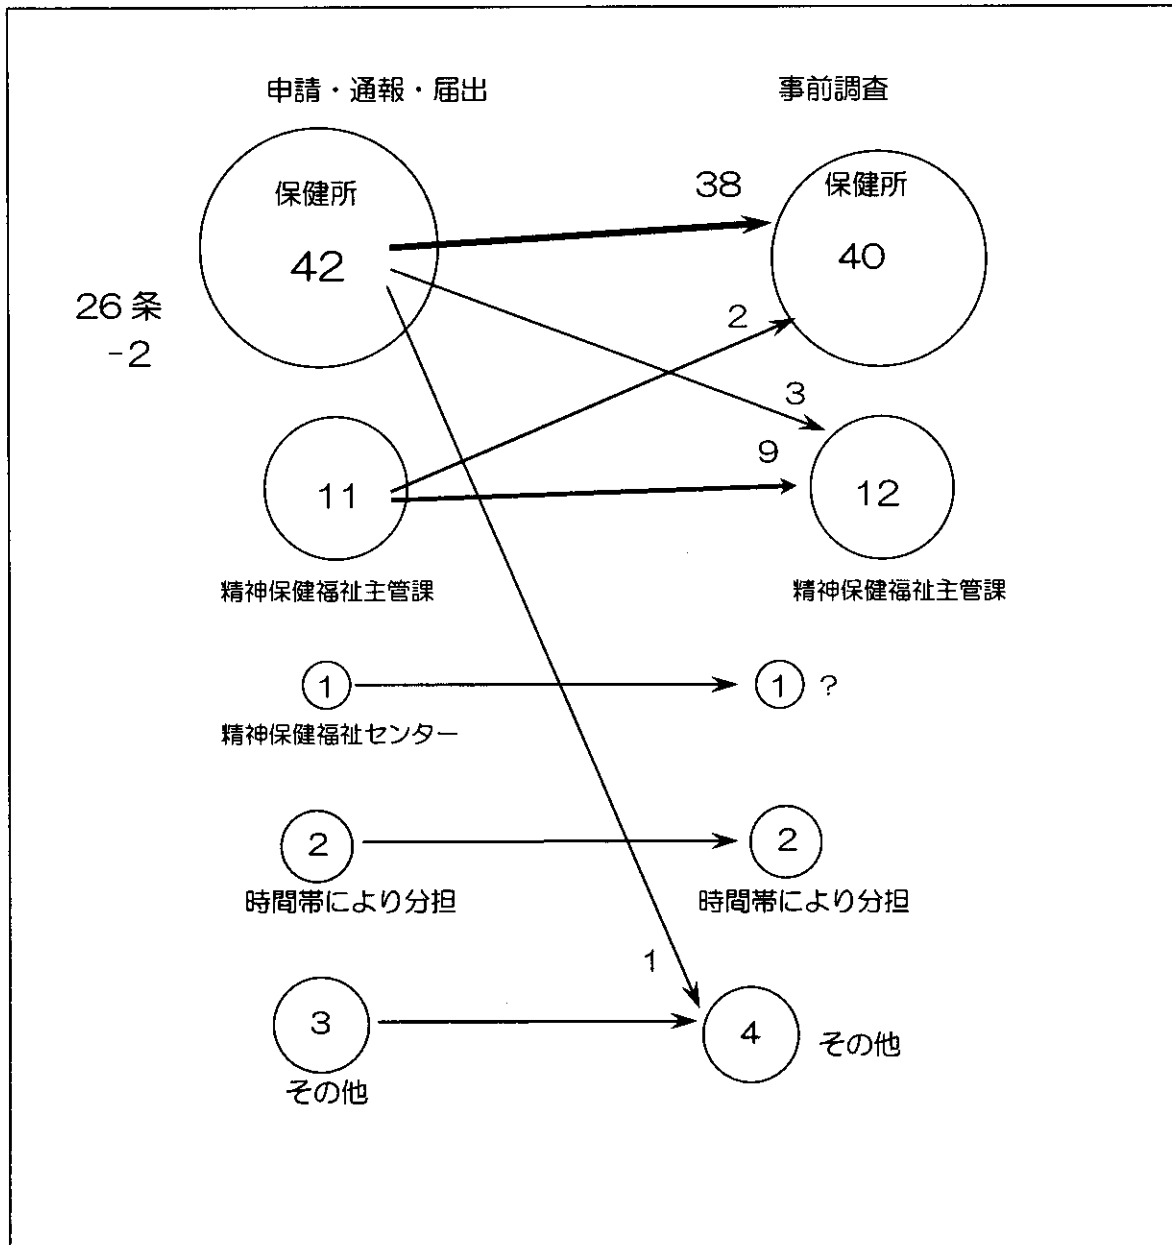 申請・通報・届出
事前調査
保健所
42
38
保健所
40
26条
-2
2
3
9
11
12
精神保健福祉主管課
精神保健福祉主管課
1
1 ?
精神保健福祉センター
2
2
時間帯により分担
時間帯により分担
1
3
4
その他
その他